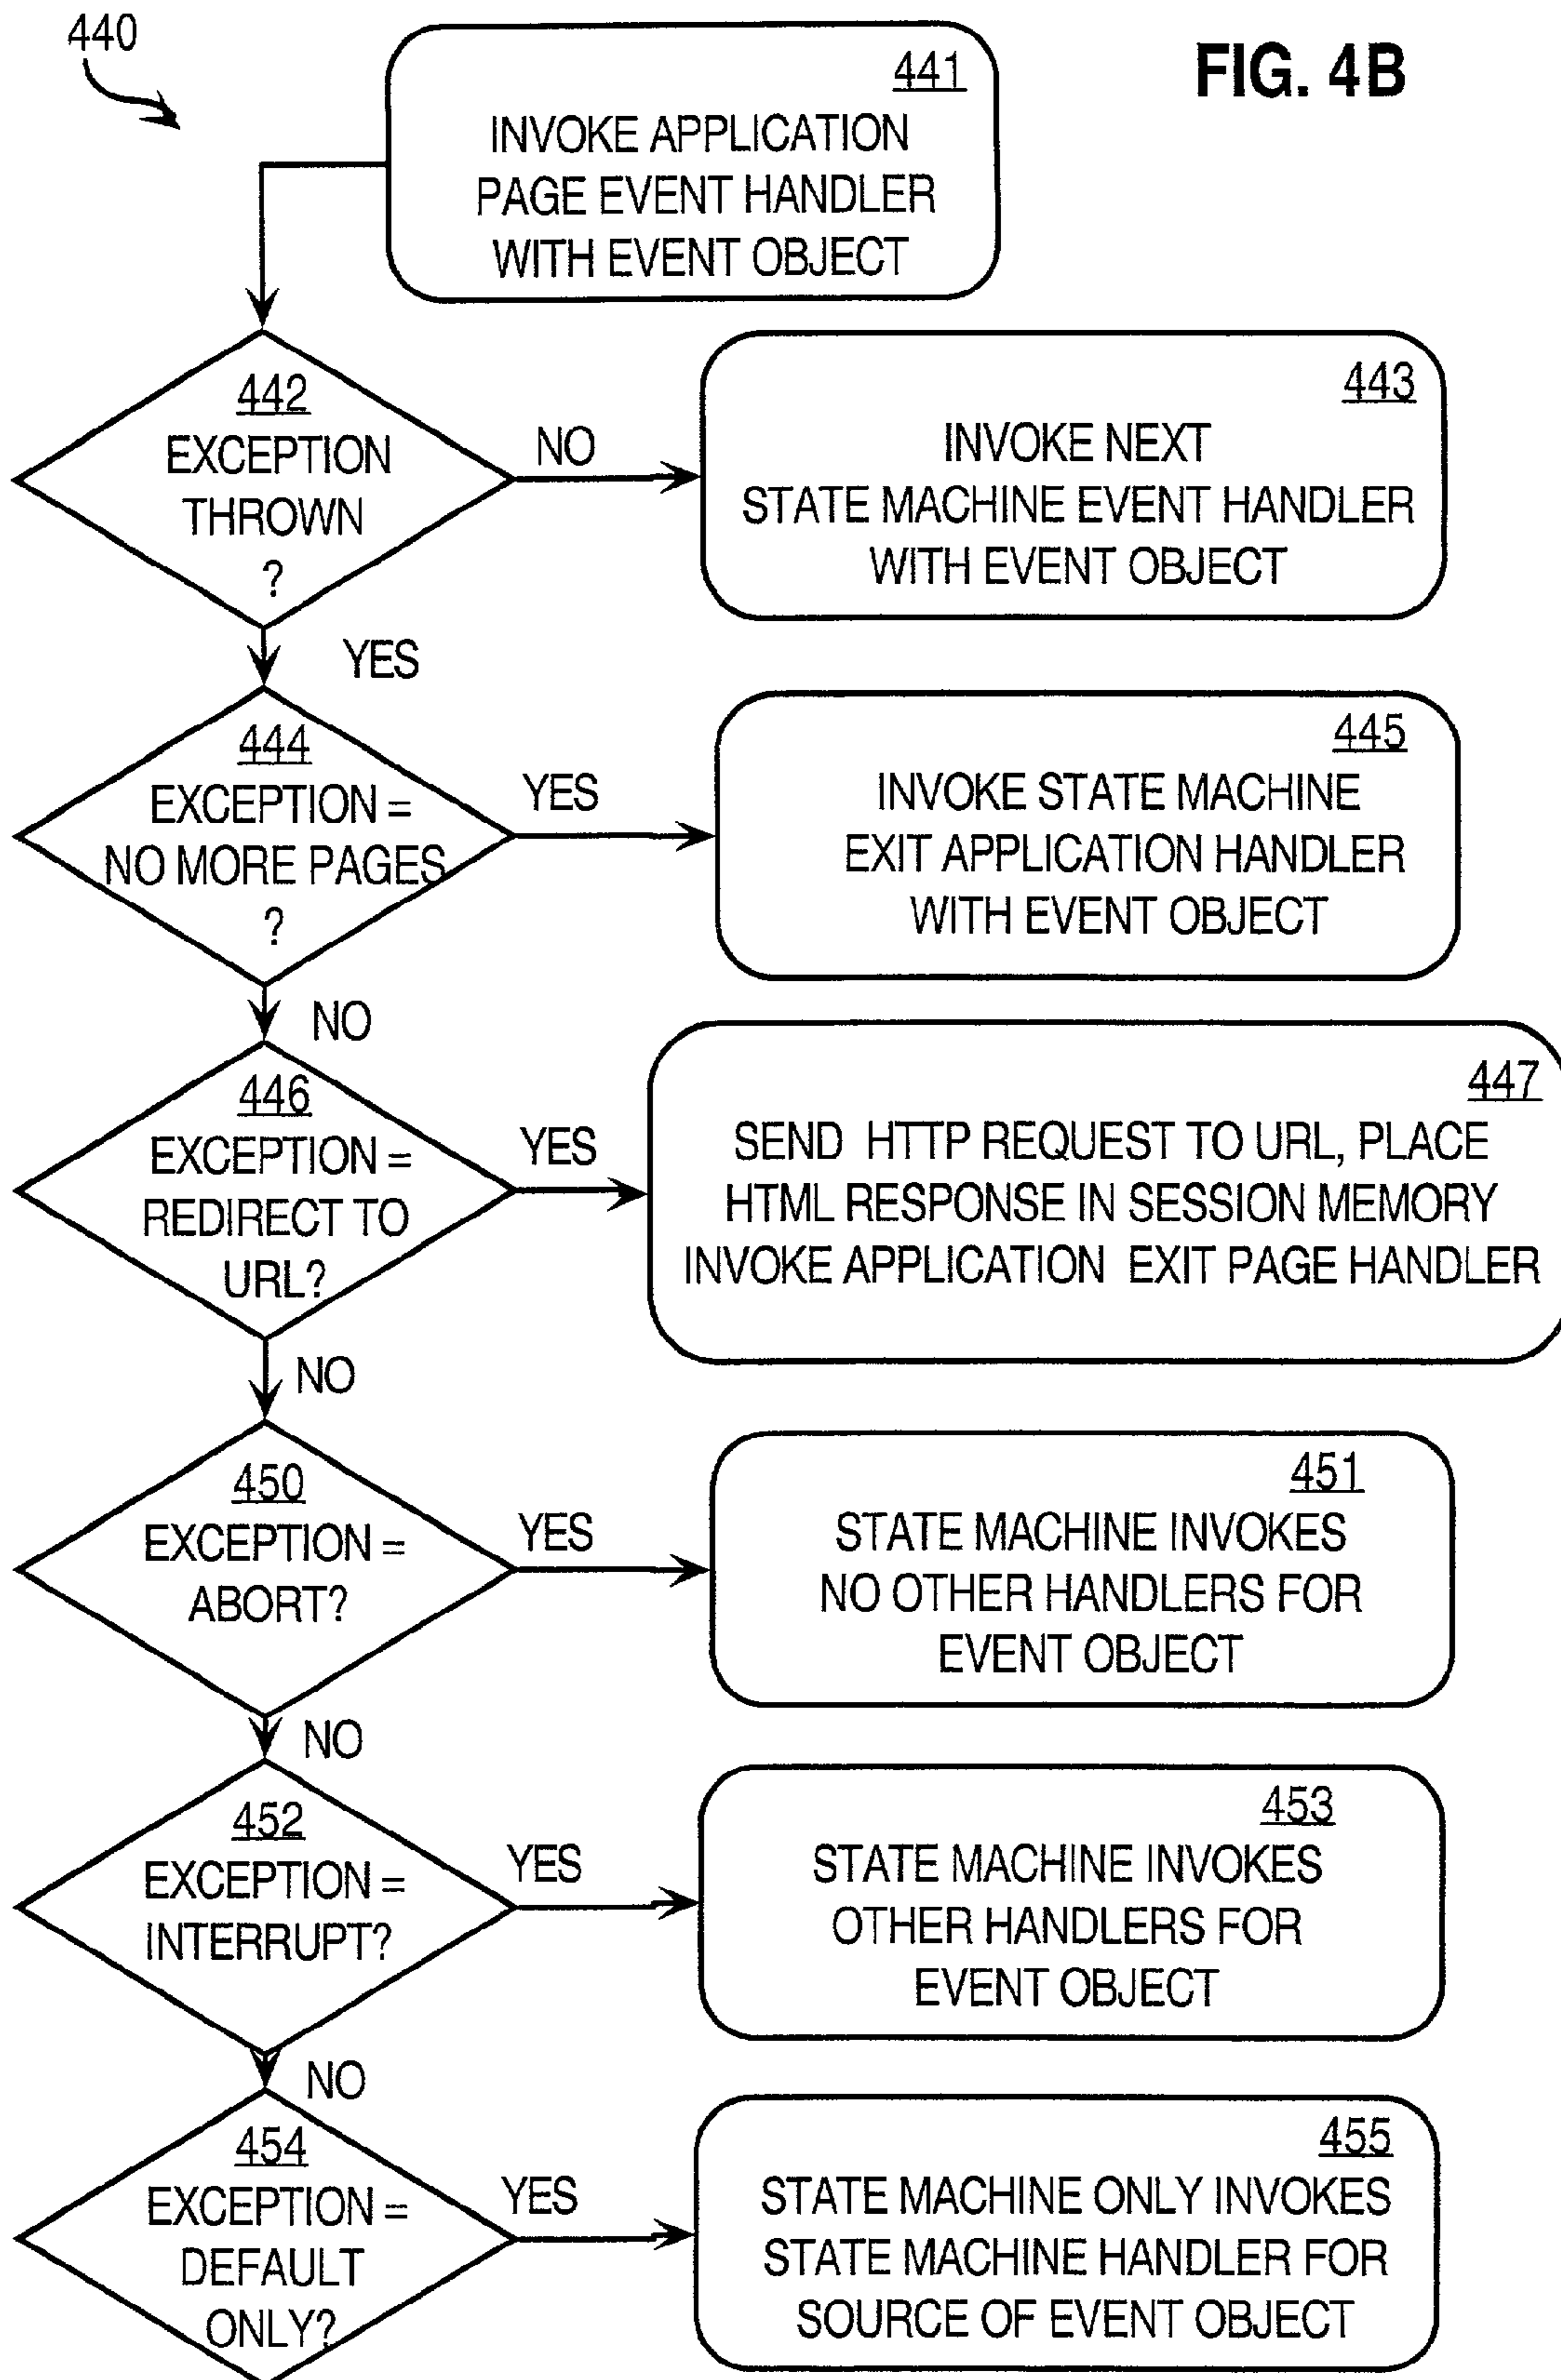 440
FIG. 4B
441
INVOKE APPLICATION
PAGE EVENT HANDLER
WITH EVENT OBJECT
442
EXCEPTION
THROWN
?
NO
443
INVOKE NEXT
STATE MACHINE EVENT HANDLER
WITH EVENT OBJECT
YES
444
EXCEPTION =
NO MORE PAGES
?
YES
445
INVOKE STATE MACHINE
EXIT APPLICATION HANDLER
WITH EVENT OBJECT
NO
446
EXCEPTION =
REDIRECT TO
URL?
YES
447
SEND HTTP REQUEST TO URL, PLACE
HTML RESPONSE IN SESSION MEMORY
INVOKE APPLICATION EXIT PAGE HANDLER
NO
450
EXCEPTION =
ABORT?
YES
451
STATE MACHINE INVOKES
NO OTHER HANDLERS FOR
EVENT OBJECT
NO
452
EXCEPTION =
INTERRUPT?
YES
453
STATE MACHINE INVOKES
OTHER HANDLERS FOR
EVENT OBJECT
NO
454
EXCEPTION =
DEFAULT
ONLY?
YES
455
STATE MACHINE ONLY INVOKES
STATE MACHINE HANDLER FOR
SOURCE OF EVENT OBJECT